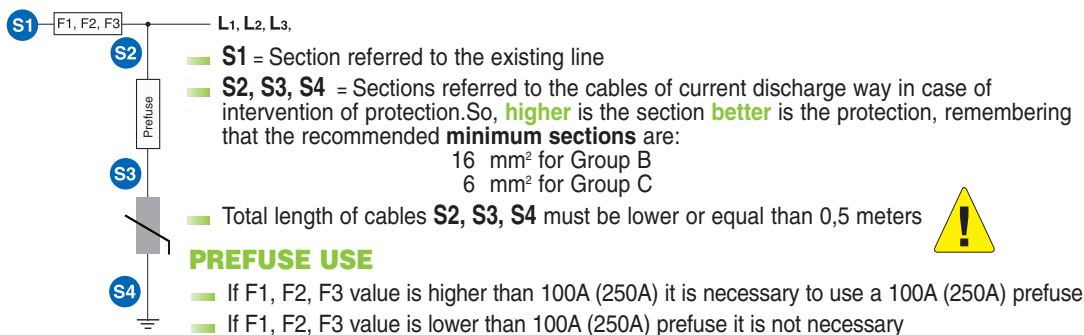 S1 F1, F2, F3 L1, L2, L3,
S2
S1 = Section referred to the existing line
S2, S3, S4 = Sections referred to the cables of current discharge way in case of
intervention of protection.So, higher is the section better is the protection, remembering
that the recommended minimum sections are:
Prefuse
16 mm² for Group B
S3
6 mm² for Group C
Total length of cables S2, S3, S4 must be lower or equal than 0,5 meters
!
PREFUSE USE
S4
If F1, F2, F3 value is higher than 100A (250A) it is necessary to use a 100A (250A) prefuse
If F1, F2, F3 value is lower than 100A (250A) prefuse it is not necessary